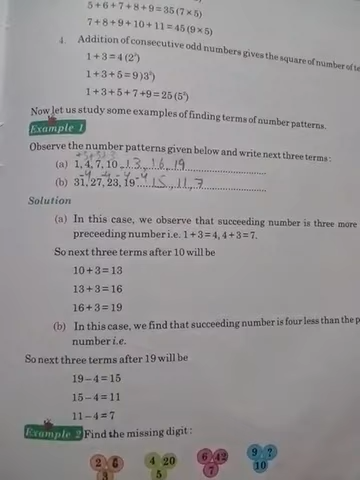 5+6+7+8+9=35(7×5)
7+8+9+10+11=45(9×5)
4. Addition of consecutive odd numbers gives the square of number of
1+3=4(2²)
1+3+5=9)3²)
1+3+5+7+9=25(5²)
Now let us study some examples of finding terms of number patterns.
Example 1
Observe the number patterns given below and write next three terms:
+3 +3 +3
(a) 1, 4, 7, 10 ..13, 16, 19
-4 -4 -4 -4
(b) 31, 27, 23, 19 ......15, 11, 7
Solution
(a) In this case, we observe that succeeding number is three more
preceeding number i.e. 1+3=4, 4+3=7.
So next three terms after 10 will be
10+3=13
13+3=16
16+3=19
(b) In this case, we find that succeeding number is four less than the
number i.e.
So next three terms after 19 will be
19-4=15
15-4=11
11-4=7
Example 2 Find the missing digit:
2 6 4 20 6 42 9 ?
3 5 7 10